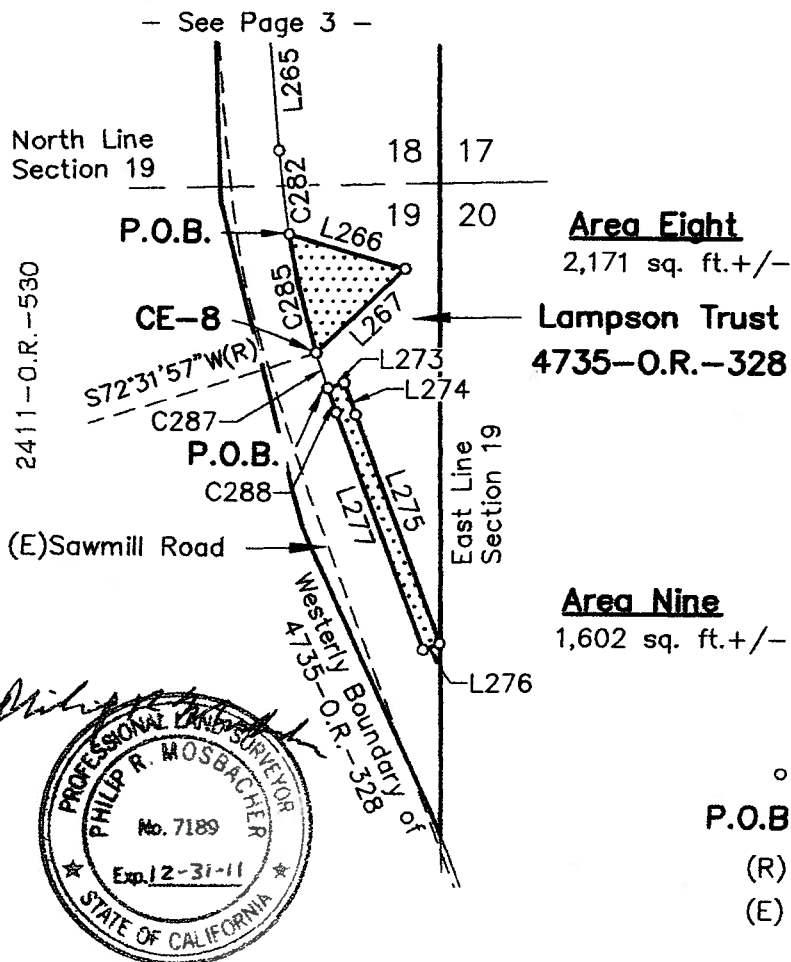 – See Page 3 –
L265
North Line
Section 19
18 17
19 20
C282
P.O.B.
L266
Area Eight
2,171 sq. ft.+/-
C285
L267
CE-8
Lampson Trust
4735-O.R.-328
S72°31'57"W(R)
2411-O.R.-530
L273
L274
C287
P.O.B.
C288
L275
L277
East Line
Section 19
(E)Sawmill Road
Westerly Boundary of
4735-O.R.-328
Area Nine
1,602 sq. ft.+/-
L276
PROFESSIONAL LAND SURVEYOR
PHILIP R. MOSBACHER
No. 7189
Exp. 12-31-11
STATE OF CALIFORNIA
P.O.B
(R)
(E)